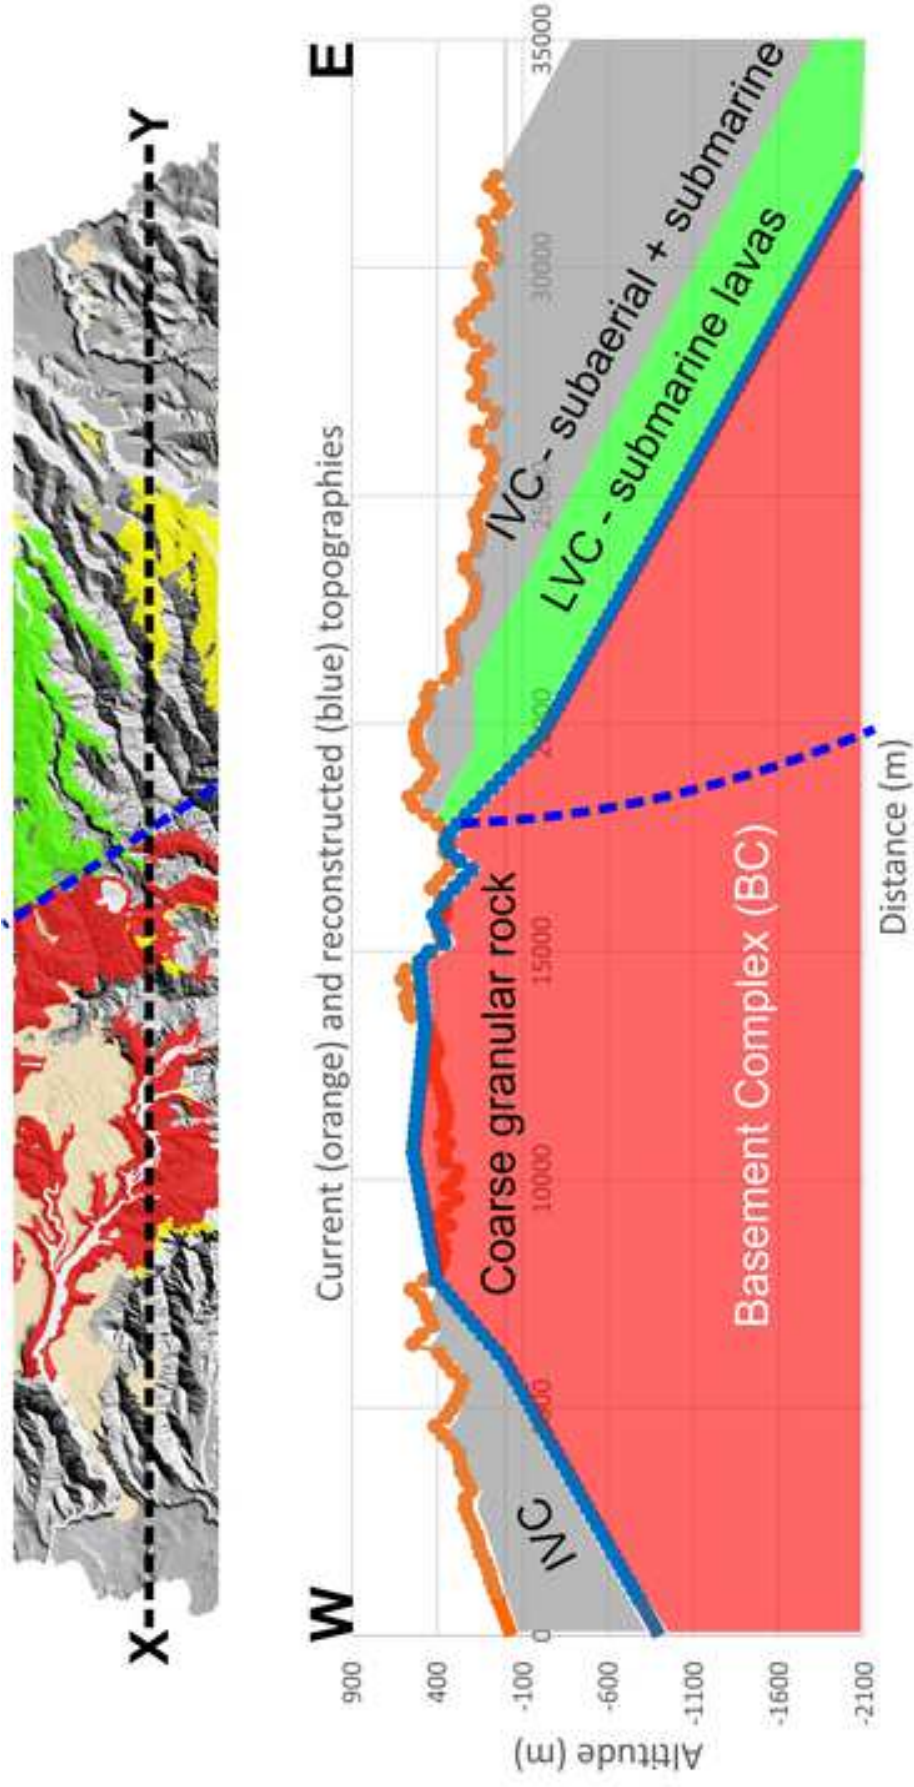 X
Y
Current (orange) and reconstructed (blue) topographies
W
E
900
400
-100
-600
-1100
-1600
-2100
Altitude (m)
0
10000
15000
30000
35000
Distance (m)
IVC
Coarse granular rock
Basement Complex (BC)
IVC - subaerial + submarine
LVC - submarine lavas